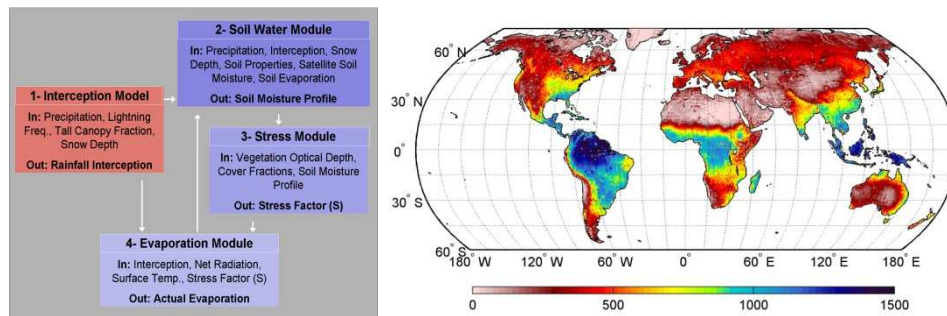 1- Interception Model
In: Precipitation, Lightning
Freq., Tall Canopy Fraction,
Snow Depth
Out: Rainfall Interception
2- Soil Water Module
In: Precipitation, Interception, Snow
Depth, Soil Properties, Satellite Soil
Moisture, Soil Evaporation
Out: Soil Moisture Profile
3- Stress Module
In: Vegetation Optical Depth,
Cover Fractions, Soil Moisture
Profile
Out: Stress Factor (S)
4- Evaporation Module
In: Interception, Net Radiation,
Surface Temp., Stress Factor (S)
Out: Actual Evaporation
60° N
30° N
0°
30° S
60° S
180° W 120° W 60° W 0° 60° E 120° E 180° E
0 500 1000 1500